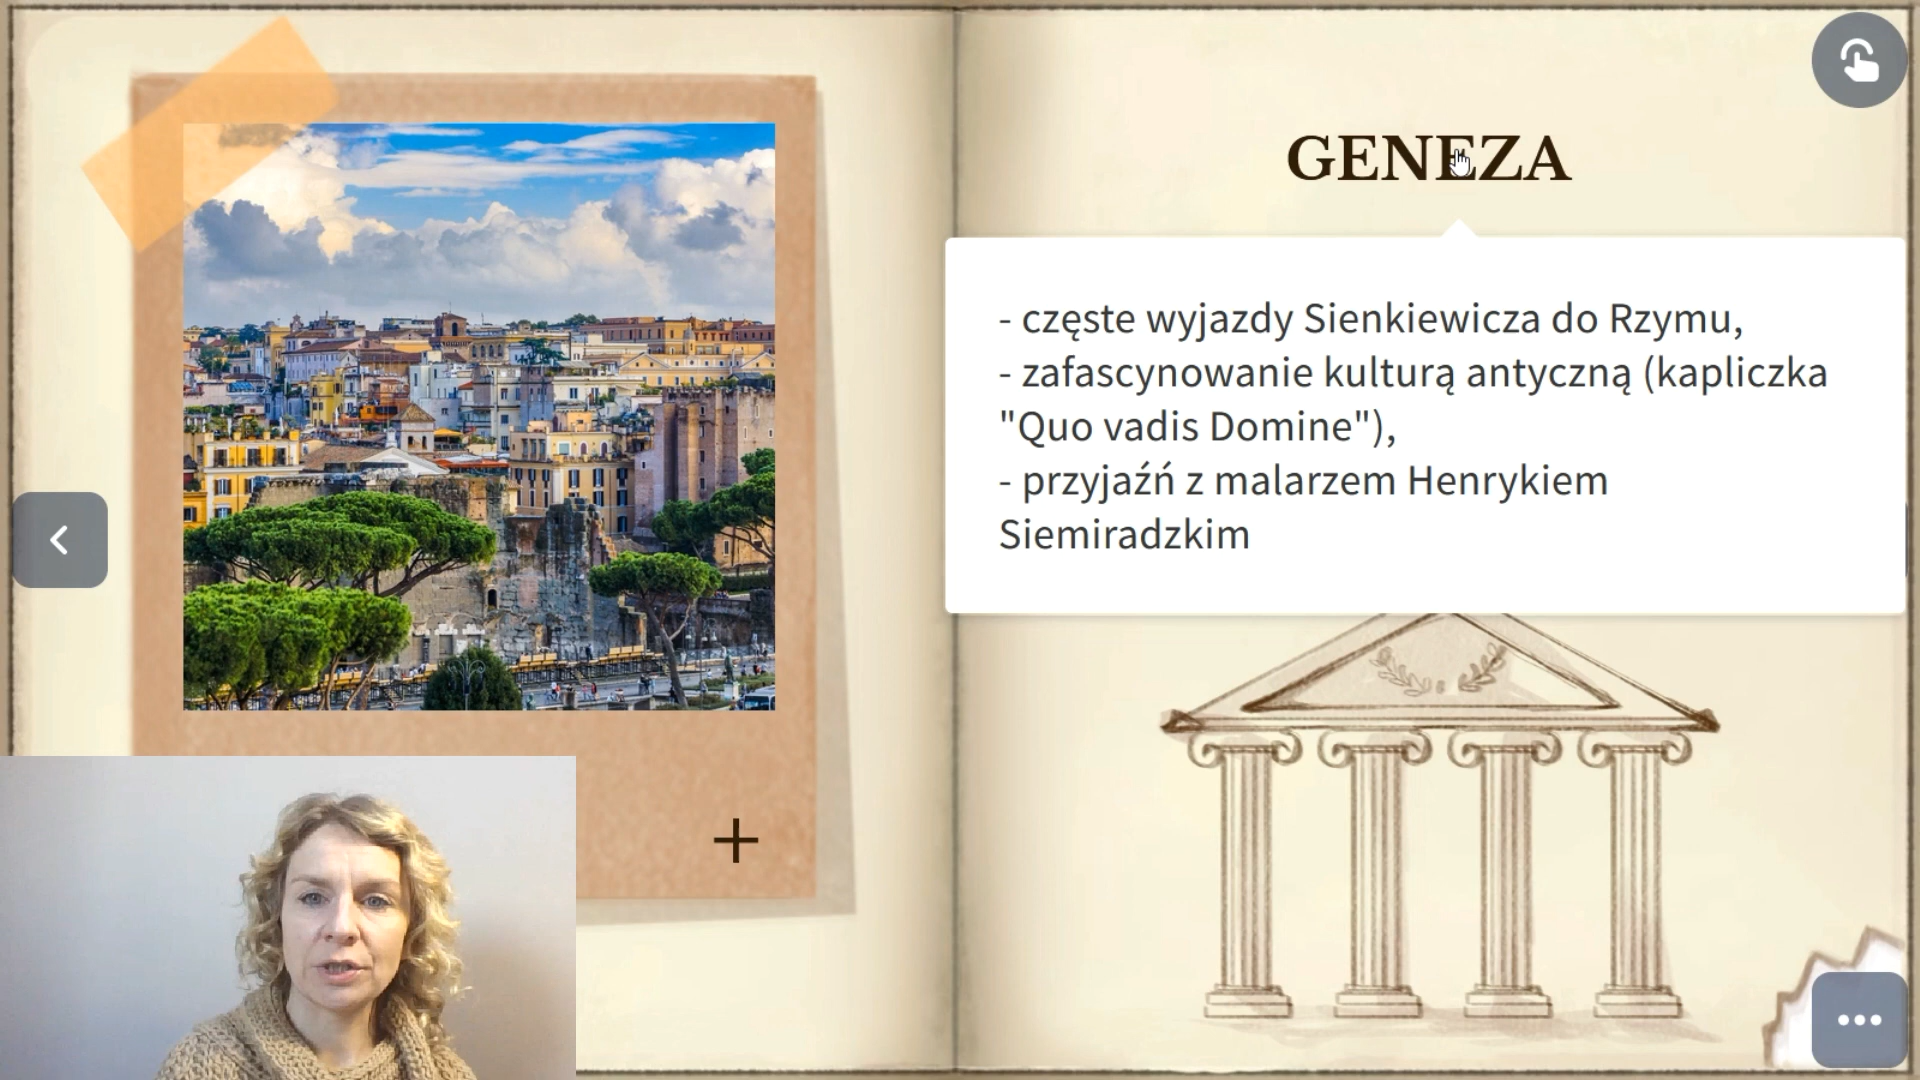 GENEZA
- częste wyjazdy Sienkiewicza do Rzymu,
- zafascynowanie kulturą antyczną (kapliczka
"Quo vadis Domine"),
- przyjaźń z malarzem Henrykiem
Siemiradzkim